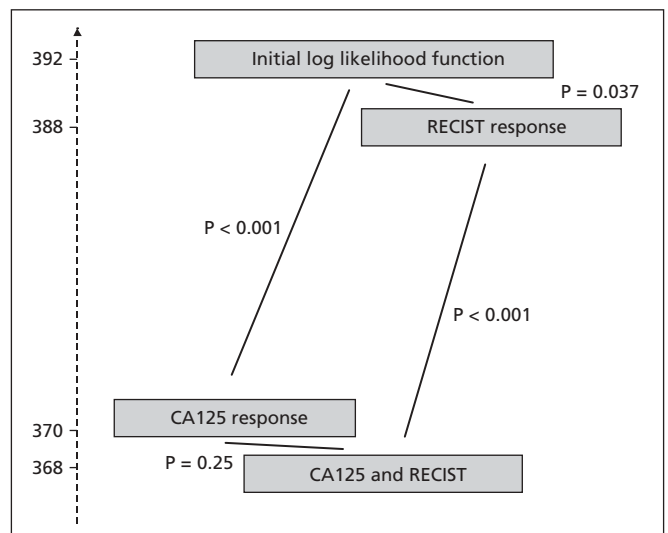 392
Initial log likelihood function
P = 0.037
388
RECIST response
P < 0.001
P < 0.001
CA125 response
370
P = 0.25
368
CA125 and RECIST